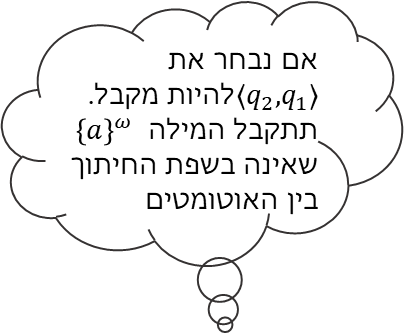 אם נבחר את
⟨q₂,q₁⟩להיות מקבל.
תתקבל המילה {a}^ω
שאינה בשפת החיתוך
בין האוטומטים